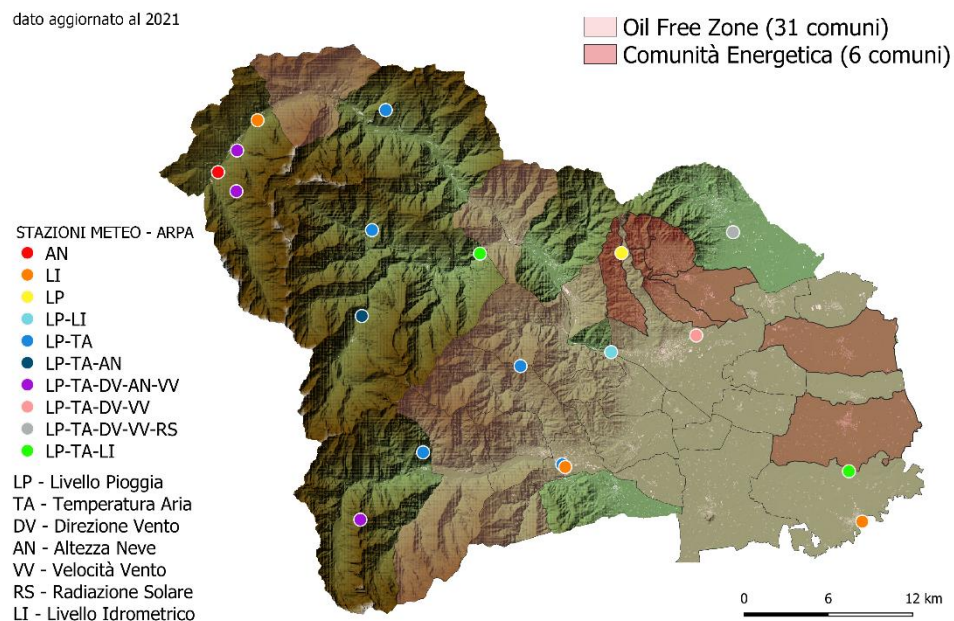 dato aggiornato al 2021
Oil Free Zone (31 comuni)
Comunità Energetica (6 comuni)
STAZIONI METEO - ARPA
AN
LI
LP
LP-LI
LP-TA
LP-TA-AN
LP-TA-DV-AN-VV
LP-TA-DV-VV
LP-TA-DV-VV-RS
LP-TA-LI
LP - Livello Pioggia
TA - Temperatura Aria
DV - Direzione Vento
AN - Altezza Neve
VV - Velocità Vento
RS - Radiazione Solare
LI - Livello Idrometrico
0 6 12 km